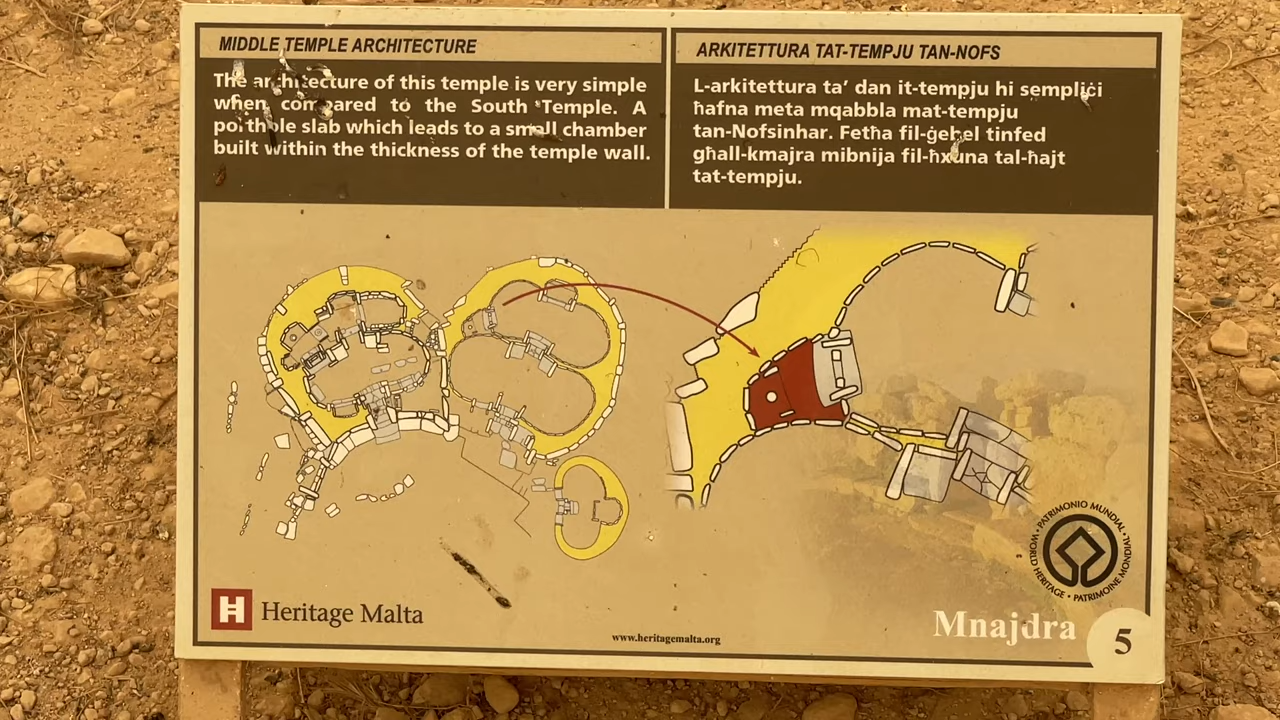 MIDDLE TEMPLE ARCHITECTURE
The architecture of this temple is very simple
when compared to the South Temple. A
porthole slab which leads to a small chamber
built within the thickness of the temple wall.
ARKITETTURA TAT-TEMPJU TAN-NOFS
L-arkitettura ta’ dan it-tempju hi sempliċi
ħafna meta mqabbla mat-tempju
tan-Nofsinhar. Fetħa fil-ġebel tinfed
għall-kmajra mibnija fil-ħxuna tal-ħajt
tat-tempju.
PATRIMONIO MUNDIAL • WORLD HERITAGE • PATRIMOINE MONDIAL •
H Heritage Malta
www.heritagemalta.org
Mnajdra
5